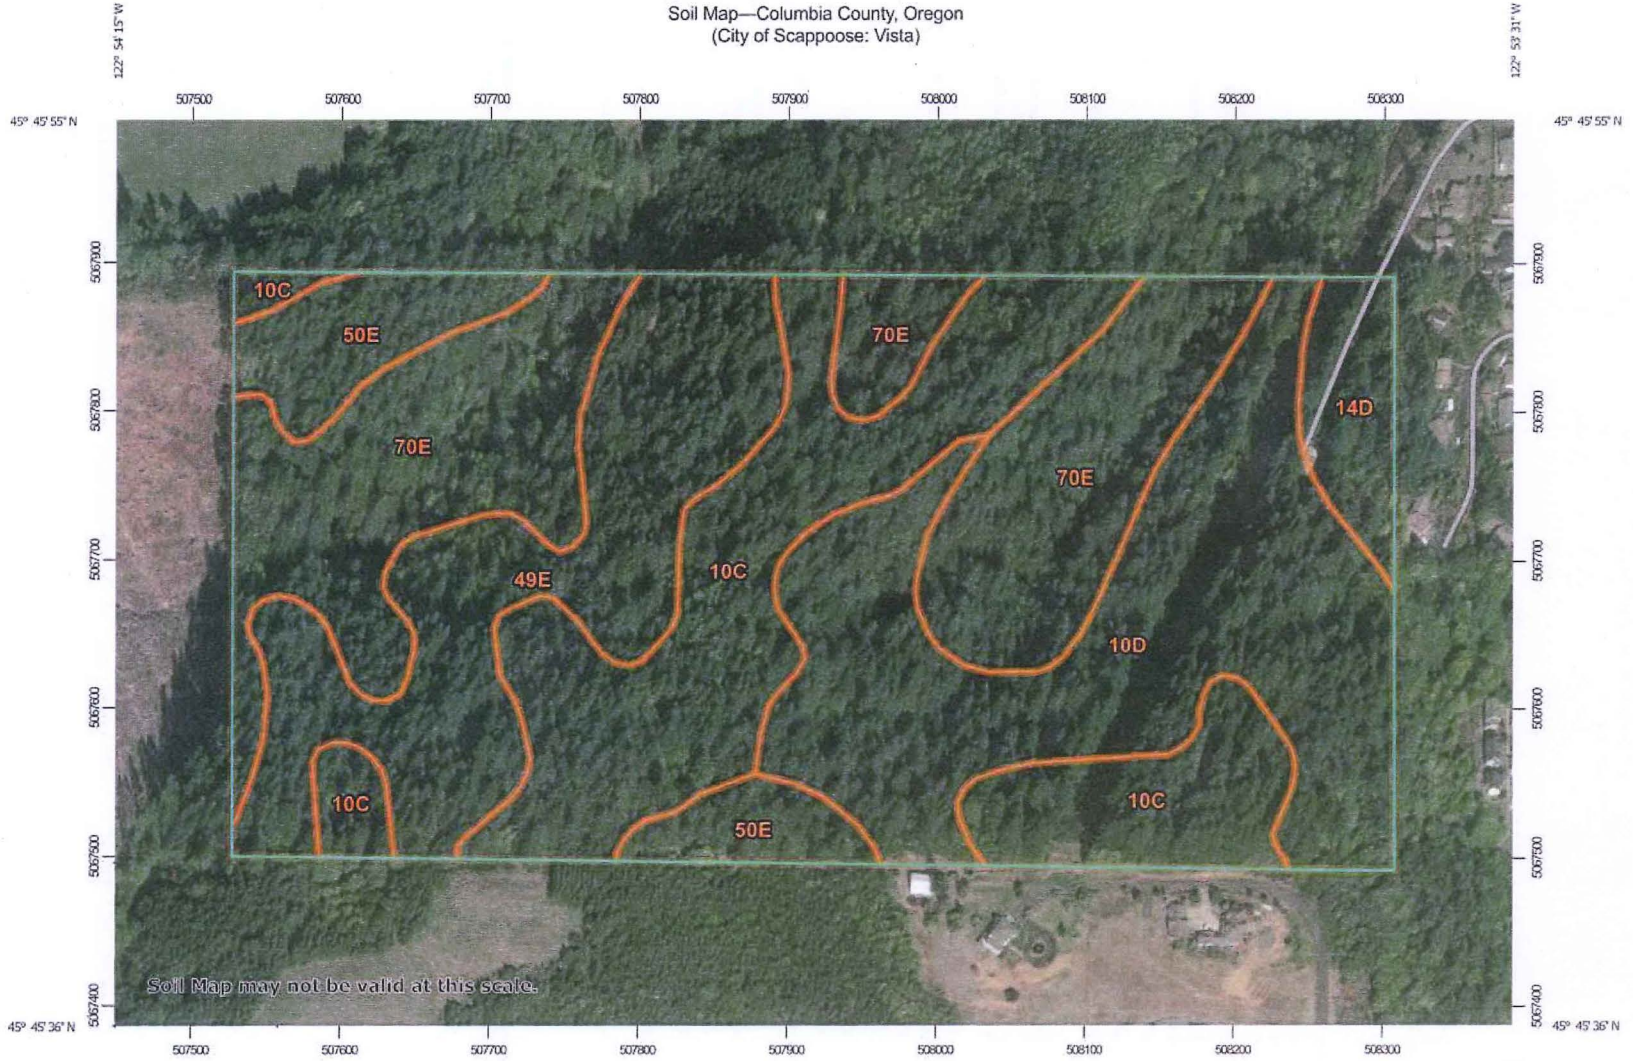 Soil Map—Columbia County, Oregon
(City of Scappoose: Vista)
122° 54' 15" W
122° 53' 31" W
507500 507600 507700 507800 507900 508000 508100 508200 508300
45° 45' 55" N
45° 45' 55" N
5067900
5067900
10C
50E
70E
5067800
14D
5067800
70E
70E
5067700
49E
10C
5067700
10D
5067600
5067600
10C
10C
50E
5067500
5067500
Soil Map may not be valid at this scale.
5067400
5067400
45° 45' 36" N
45° 45' 36" N
507500 507600 507700 507800 507900 508000 508100 508200 508300